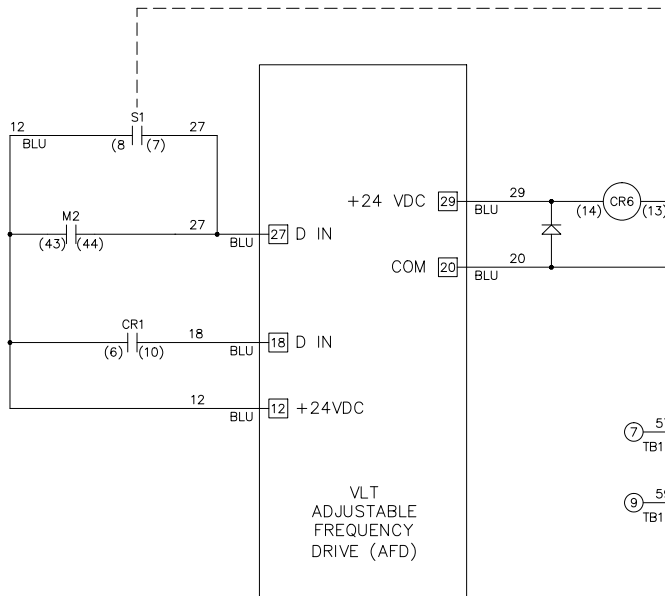 S1
12
27
BLU
(8
(7)
+24 VDC
29
29
BLU
(14)
CR6
(13)
M2
27
(43)
(44)
BLU
27
D IN
COM
20
20
BLU
CR1
18
(6)
(10)
BLU
18
D IN
12
BLU
12
+24VDC
7
57
TB1
VLT
ADJUSTABLE
FREQUENCY
DRIVE (AFD)
9
59
TB1